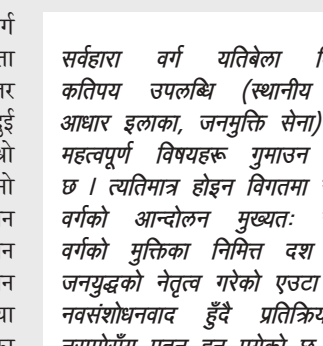 र्ग
ता
सर्वहारा वर्ग यतिबेला
तर
कतिपय उपलब्धि (स्थानीय
दुई
आधार इलाका, जनमुक्ति सेना)
महत्वपूर्ण विषयहरू गुमाउन
छ । त्यतिमात्र होइन विगतमा
वर्गको आन्दोलन मुख्यतः
वर्गको मुक्तिका निमित्त दश
जनयुद्धको नेतृत्व गरेको एउटा
नवसंशोधनवाद हुँदै